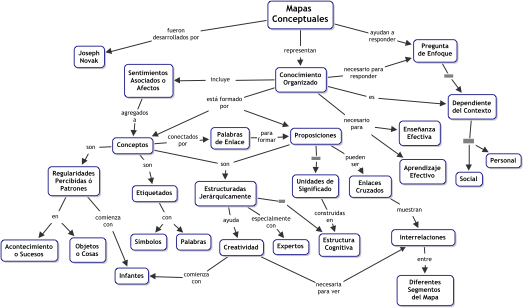 Mapas
Conceptuales
fueron
desarrollados por
ayudan a
responder
Joseph
Novak
representan
Pregunta
de Enfoque
Sentimientos
Asociados o
Afectos
incluye
Conocimiento
Organizado
necesario para
responder
es
Dependiente
del Contexto
agregados
a
está formado
por
necesario
para
Conceptos
conectados
por
Palabras
de Enlace
para
formar
Proposiciones
Enseñanza
Efectiva
son
son
son
pueden
ser
Aprendizaje
Efectivo
Social
Personal
Regularidades
Percibidas ó
Patrones
Etiquetados
Estructuradas
Jerárquicamente
Unidades de
Significado
Enlaces
Cruzados
en
comienza
con
con
ayuda
especialmente
con
construidas
en
muestran
Acontecimiento
o Sucesos
Objetos
o Cosas
Símbolos
Palabras
Creatividad
Expertos
Estructura
Cognitiva
Interrelaciones
Infantes
comienza
con
necesaria
para ver
entre
Diferentes
Segmentos
del Mapa